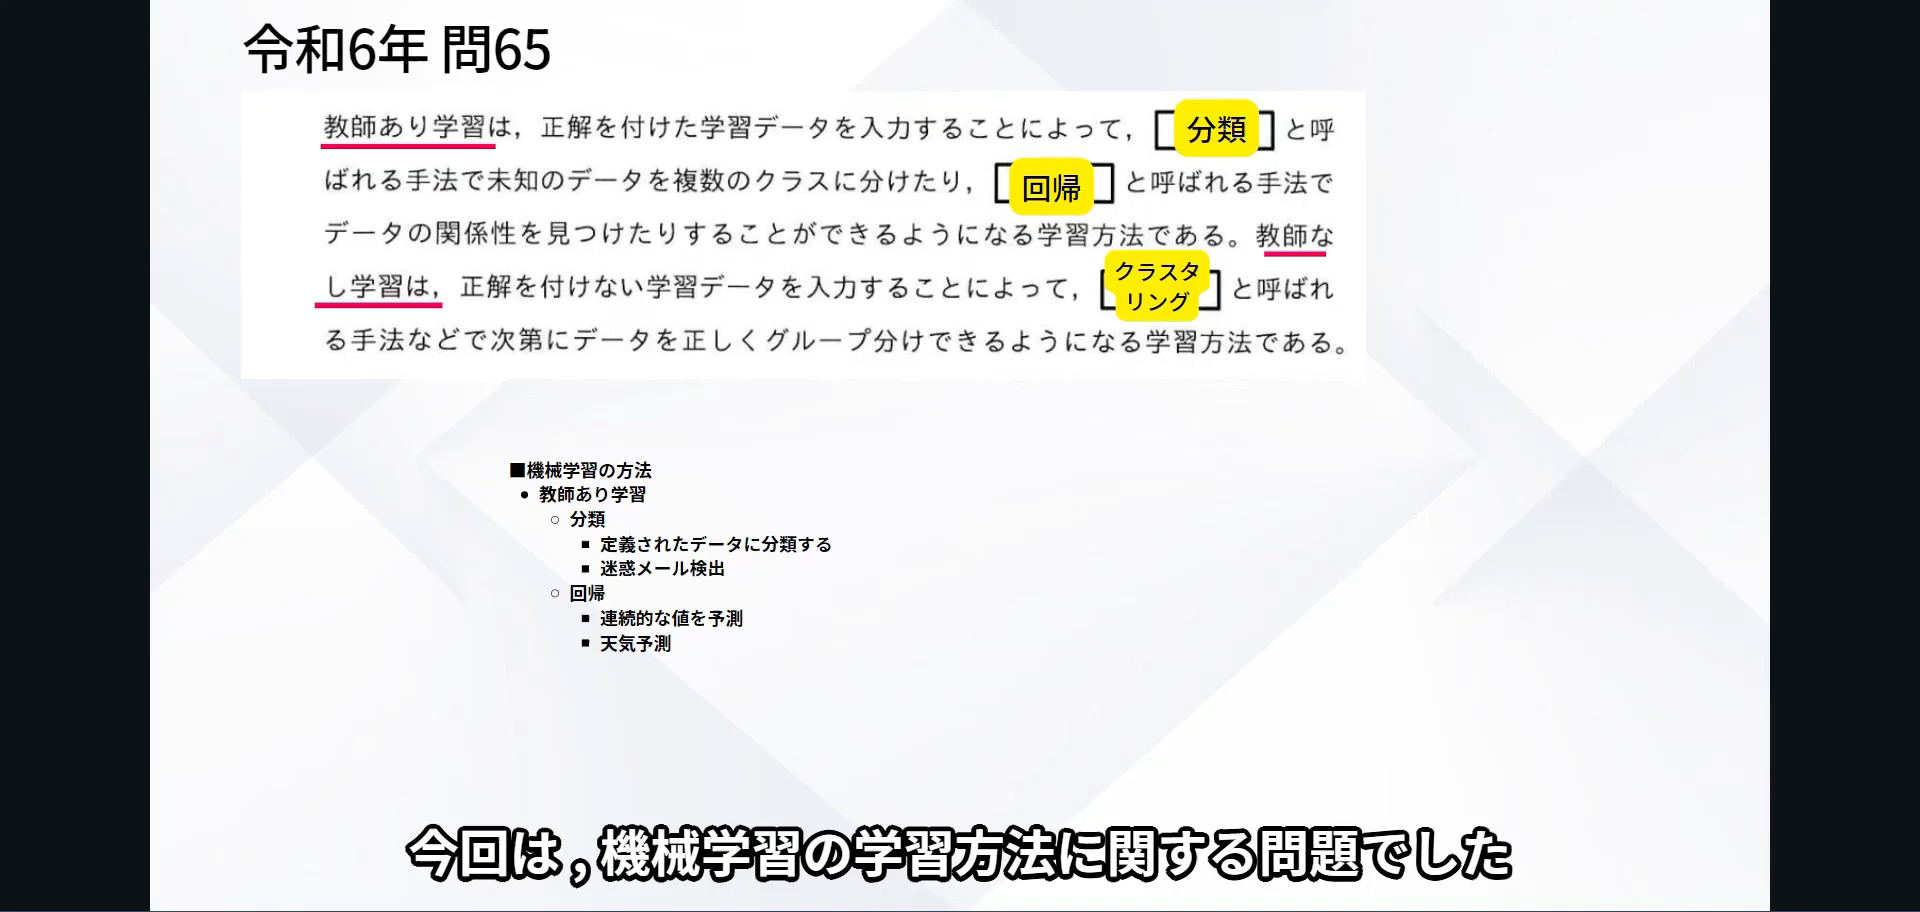 令和6年 問65
教師あり学習は，正解を付けた学習データを入力することによって，[分類]と呼
ばれる手法で未知のデータを複数のクラスに分けたり，[回帰]と呼ばれる手法で
データの関係性を見つけたりすることができるようになる学習方法である。教師な
し学習は，正解を付けない学習データを入力することによって，[クラスタリング]と呼ばれ
る手法などで次第にデータを正しくグループ分けできるようになる学習方法である。
■機械学習の方法
• 教師あり学習
○ 分類
▪ 定義されたデータに分類する
▪ 迷惑メール検出
○ 回帰
▪ 連続的な値を予測
▪ 天気予測
今回は，機械学習の学習方法に関する問題でした